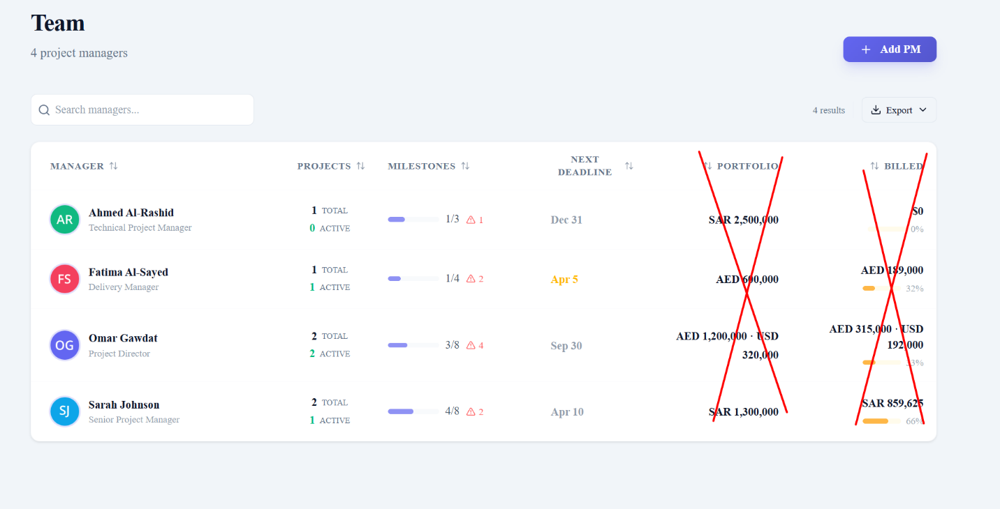 Team
4 project managers
Add PM
Search managers...
4 results
Export
MANAGER PROJECTS MILESTONES NEXT DEADLINE PORTFOLIO BILLED
AR
Ahmed Al-Rashid
Technical Project Manager
1 TOTAL
0 ACTIVE
1/3
1
Dec 31
SAR 2,500,000
$0
0%
FS
Fatima Al-Sayed
Delivery Manager
1 TOTAL
1 ACTIVE
1/4
2
Apr 5
AED 600,000
AED 189,000
32%
OG
Omar Gawdat
Project Director
2 TOTAL
2 ACTIVE
3/8
4
Sep 30
AED 1,200,000 · USD
320,000
AED 315,000 · USD
192,000
33%
SJ
Sarah Johnson
Senior Project Manager
2 TOTAL
1 ACTIVE
4/8
2
Apr 10
SAR 1,300,000
SAR 859,625
66%